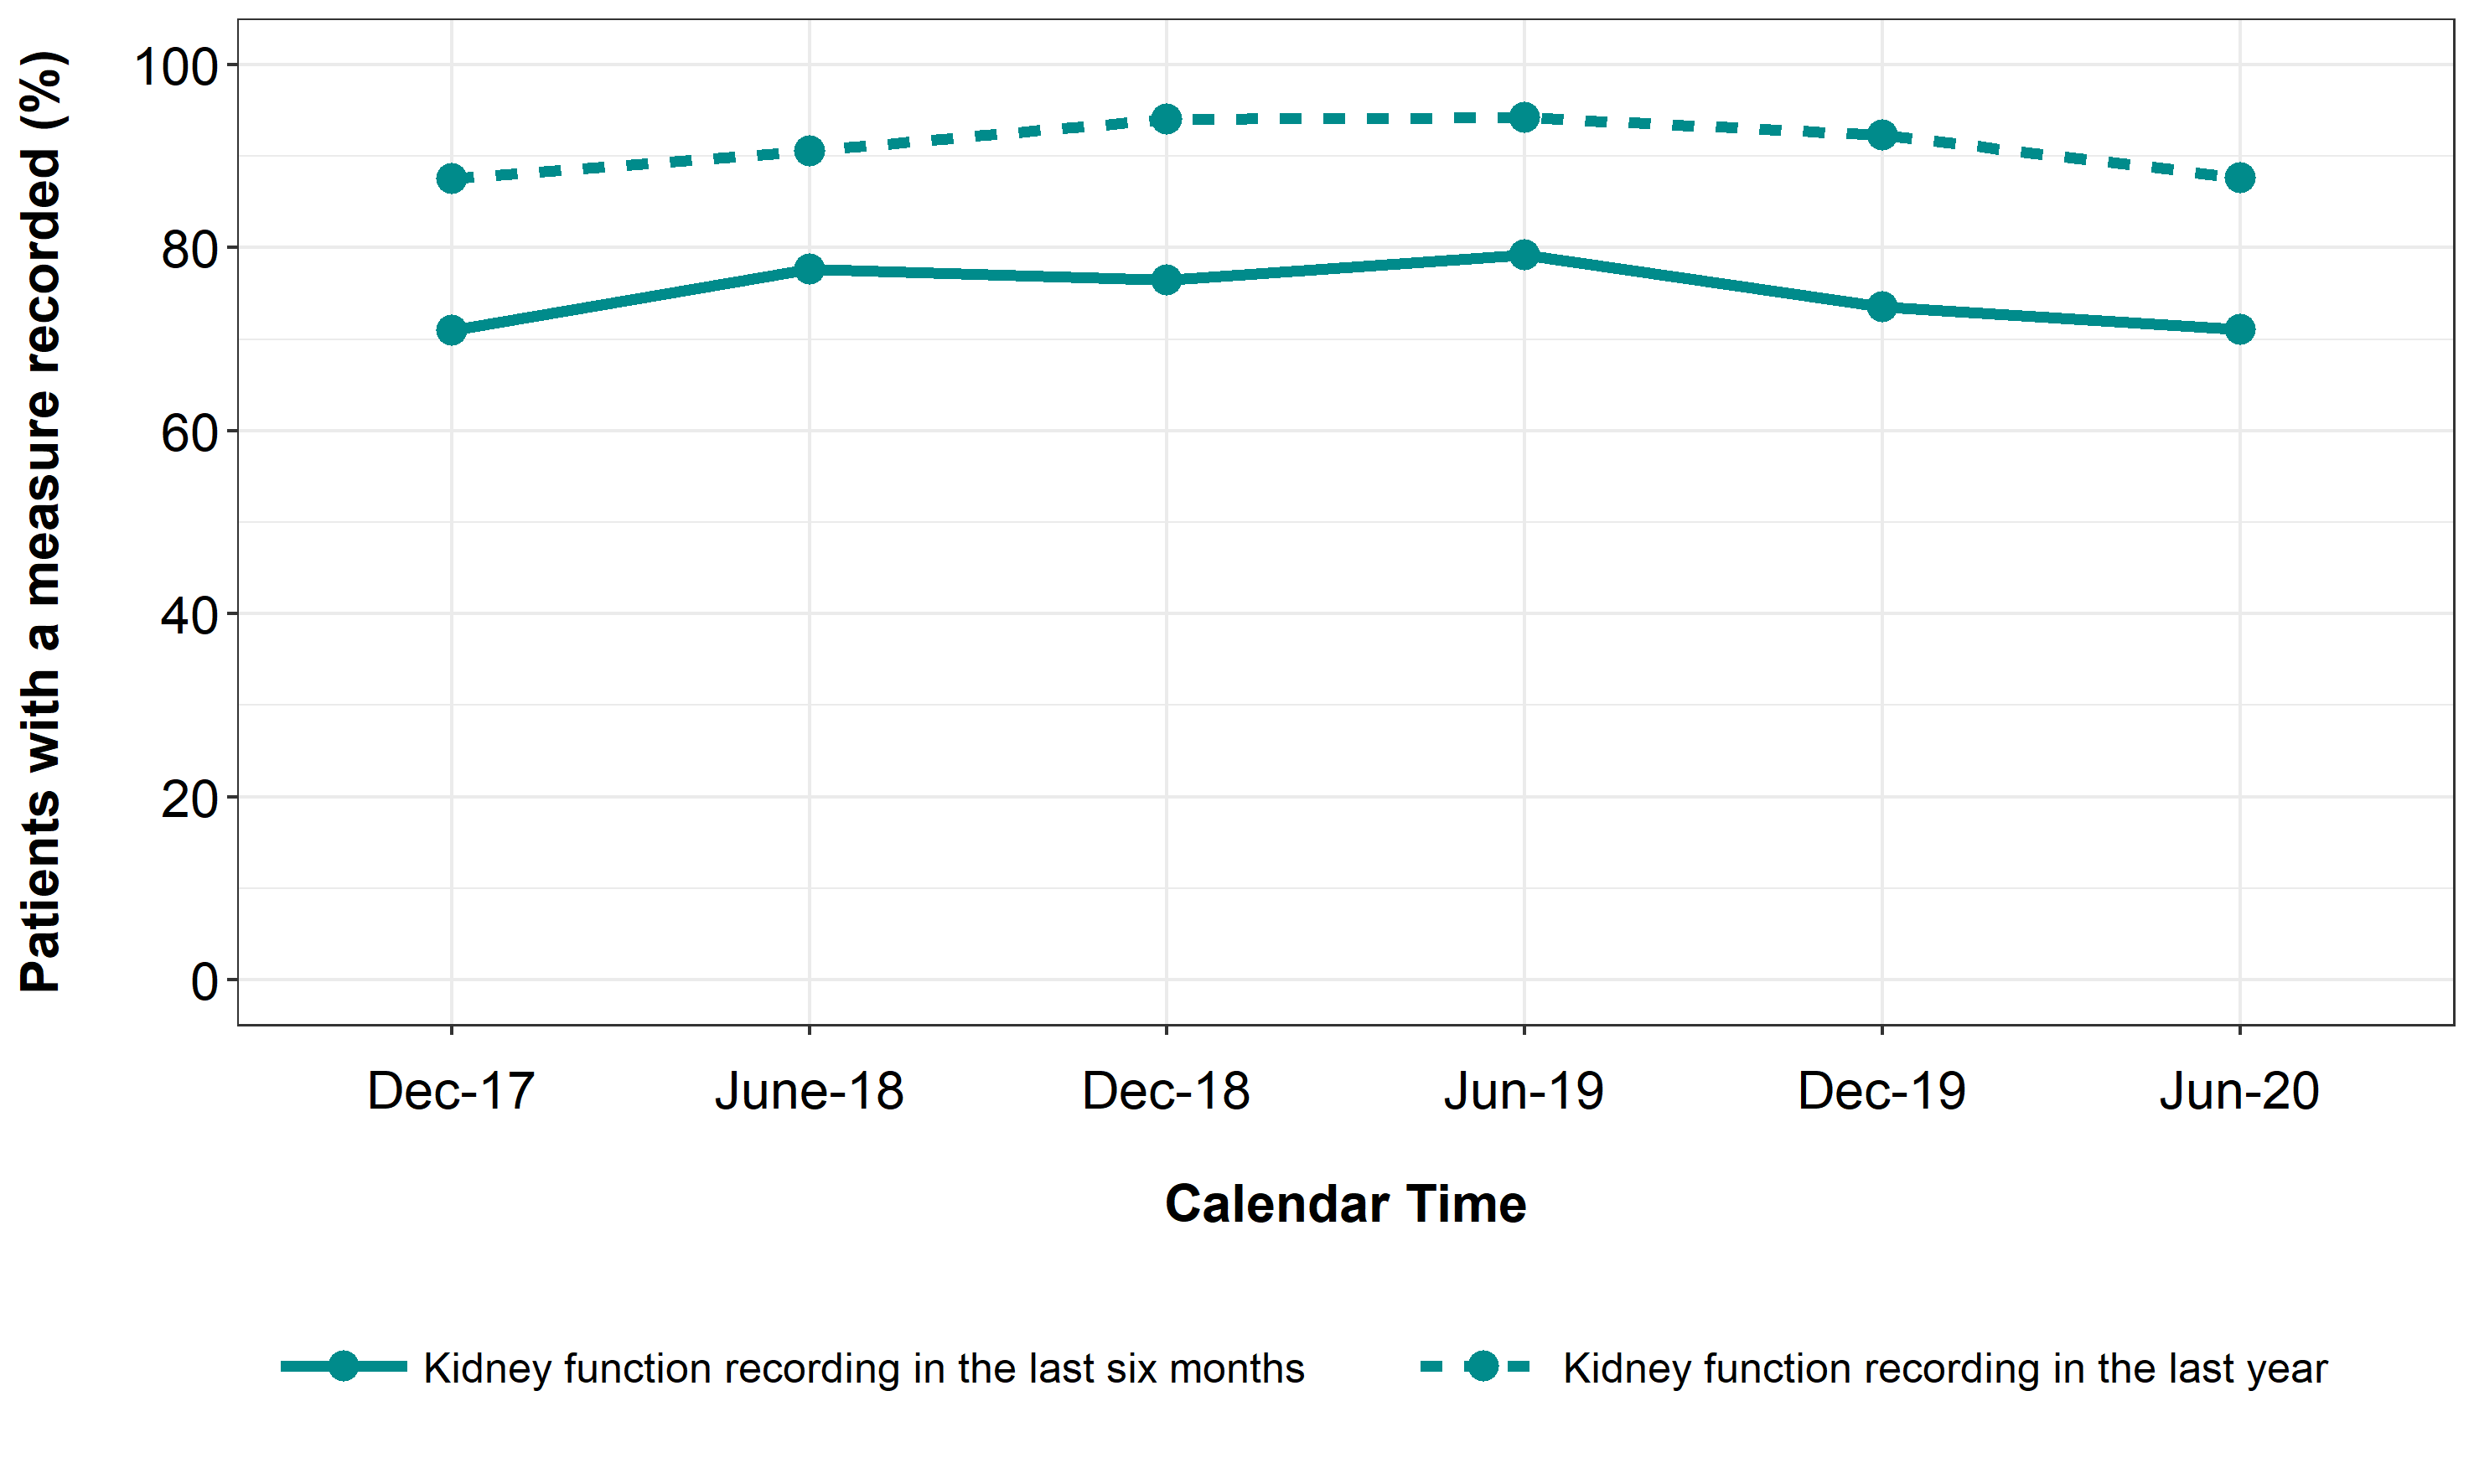 Patients with a measure recorded (%)
100
80
60
40
20
0
Dec-17 June-18 Dec-18 Jun-19 Dec-19 Jun-20
Calendar Time
Kidney function recording in the last six months Kidney function recording in the last year